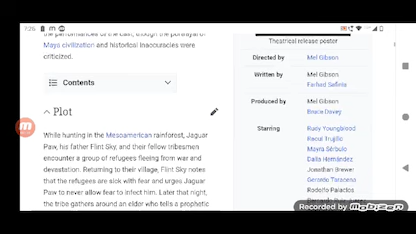 7:26
the performances of the cast, though the portrayal of
Maya civilization and historical inaccuracies were
criticized.
Contents
Plot
While hunting in the Mesoamerican rainforest, Jaguar
Paw, his father Flint Sky, and their fellow tribesmen
encounter a group of refugees fleeing from war and
devastation. Returning to their village, Flint Sky notes
that the refugees are sick with fear and urges Jaguar
Paw to never allow fear to infect him. Later that night,
the tribe gathers around an elder who tells a prophetic
Theatrical release poster
Directed by Mel Gibson
Written by Mel Gibson
Farhad Safinia
Produced by Mel Gibson
Bruce Davey
Starring Rudy Youngblood
Raoul Trujillo
Mayra Sérbulo
Dalia Hernández
Jonathan Brewer
Gerardo Taracena
Rodolfo Palacios
Recorded by Mobizen